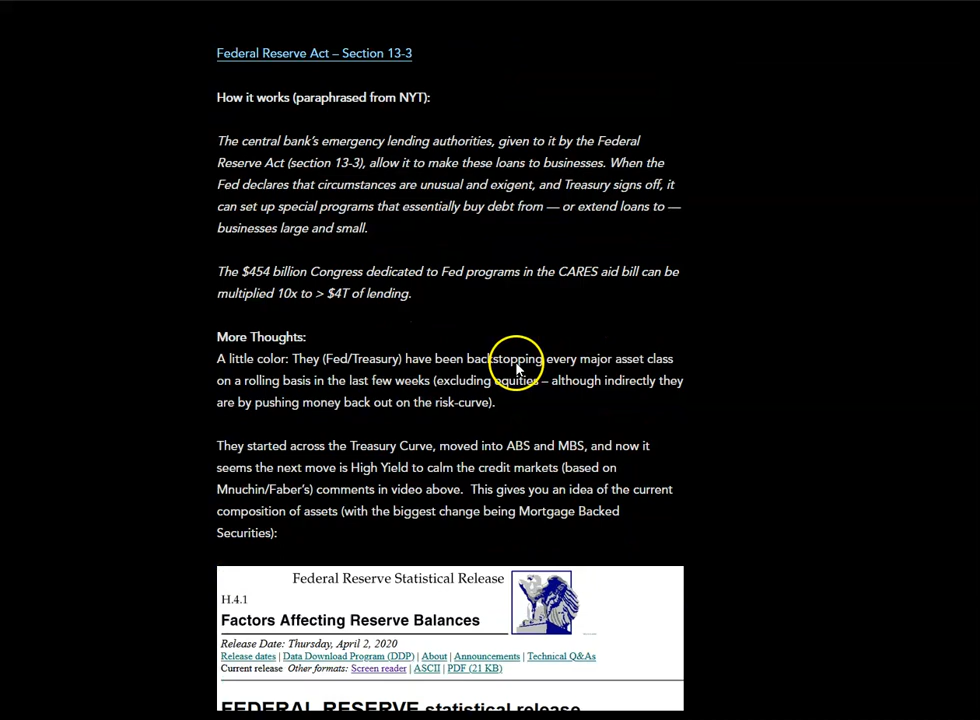 Federal Reserve Act – Section 13-3
How it works (paraphrased from NYT):
The central bank's emergency lending authorities, given to it by the Federal
Reserve Act (section 13-3), allow it to make these loans to businesses. When the
Fed declares that circumstances are unusual and exigent, and Treasury signs off, it
can set up special programs that essentially buy debt from — or extend loans to —
businesses large and small.
The $454 billion Congress dedicated to Fed programs in the CARES aid bill can be
multiplied 10x to > $4T of lending.
More Thoughts:
A little color: They (Fed/Treasury) have been backstopping every major asset class
on a rolling basis in the last few weeks (excluding equities – although indirectly they
are by pushing money back out on the risk-curve).
They started across the Treasury Curve, moved into ABS and MBS, and now it
seems the next move is High Yield to calm the credit markets (based on
Mnuchin/Faber's) comments in video above.  This gives you an idea of the current
composition of assets (with the biggest change being Mortgage Backed
Securities):
Federal Reserve Statistical Release
H.4.1
Factors Affecting Reserve Balances
Release Date: Thursday, April 2, 2020
Release dates | Data Download Program (DDP) | About | Announcements | Technical Q&As
Current release Other formats: Screen reader | ASCII | PDF (21 KB)
FEDERAL RESERVE statistical release